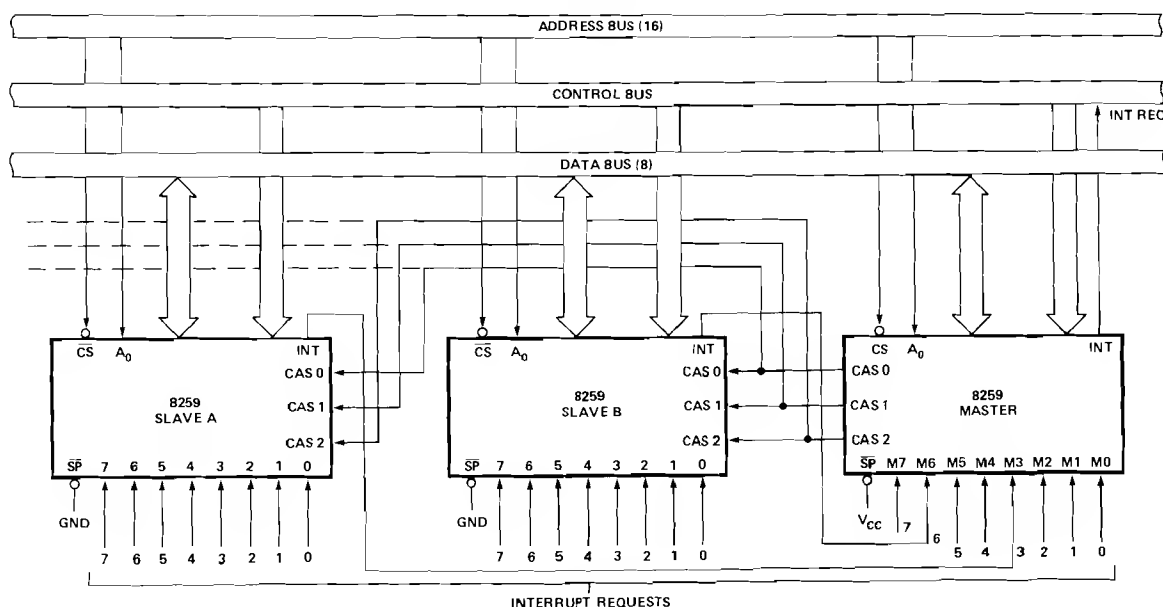 ADDRESS BUS (16)
CONTROL BUS
INT REQ
DATA BUS (8)
CS A0 INT
CAS 0
8259
SLAVE A
CAS 1
CAS 2
SP 7 6 5 4 3 2 1 0
GND
7 6 5 4 3 2 1 0
CS A0 INT
CAS 0
8259
SLAVE B
CAS 1
CAS 2
SP 7 6 5 4 3 2 1 0
GND
7 6 5 4 3 2 1 0
CS A0 INT
CAS 0
8259
MASTER
CAS 1
CAS 2
SP M7 M6 M5 M4 M3 M2 M1 M0
VCC
7 6 5 4 3 2 1 0
INTERRUPT REQUESTS